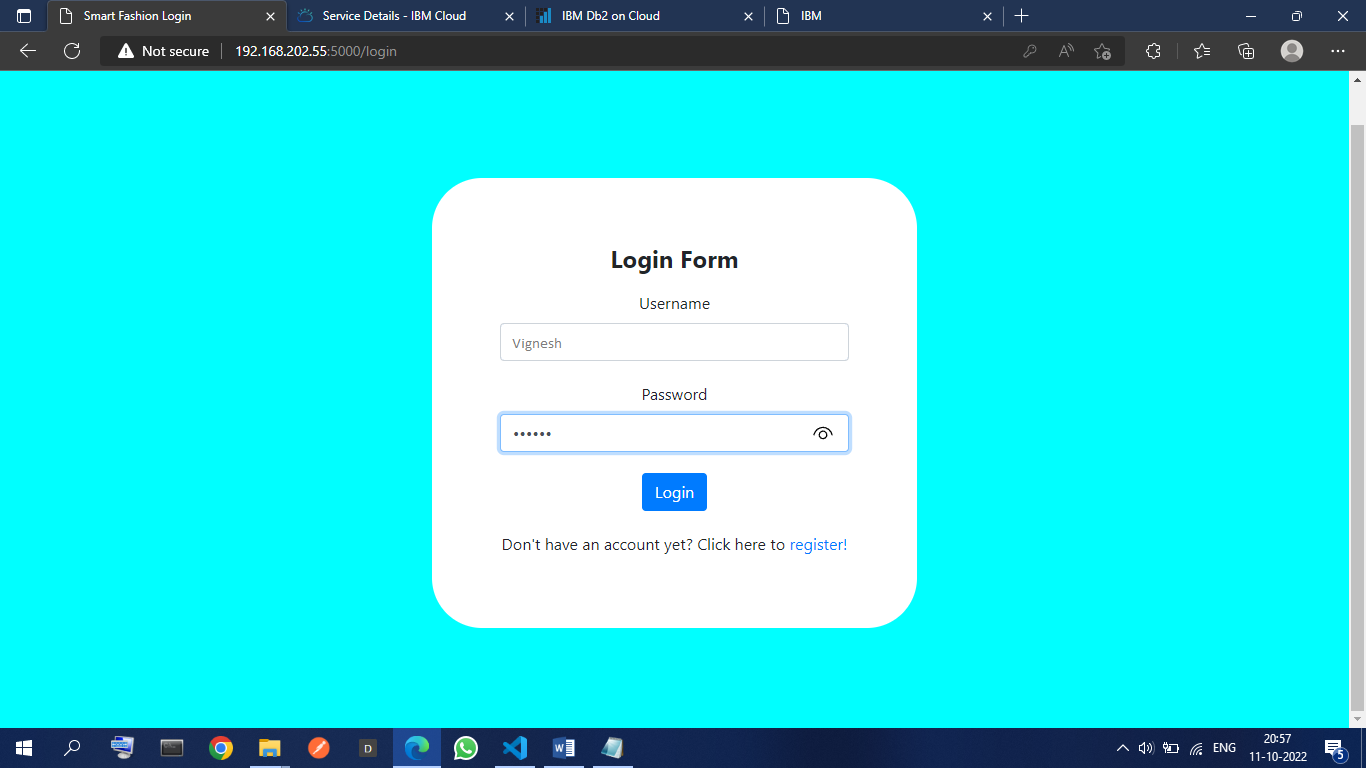 Smart Fashion Login
Service Details - IBM Cloud
IBM Db2 on Cloud
IBM
Not secure
192.168.202.55:5000/login
Login Form
Username
Vignesh
Password
••••••
Login
Don't have an account yet? Click here to register!
D
ENG
20:57
11-10-2022
5